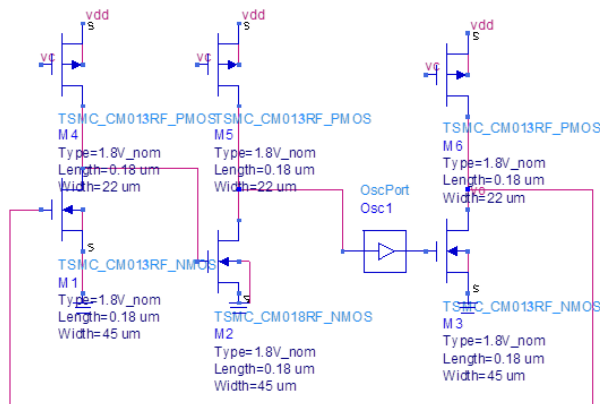 vdd
vdd
vdd
S
S
S
vc
vc
vc
TSMC_CM013RF_PMOS
M4
Type=1.8V_nom
Length=0.18 um
Width=22 um
TSMC_CM013RF_PMOS
M5
Type=1.8V_nom
Length=0.18 um
Width=22 um
TSMC_CM013RF_PMOS
M6
Type=1.8V_nom
Length=0.18 um
Width=22 um
vo
OscPort
Osc1
S
S
S
TSMC_CM013RF_NMOS
M1
Type=1.8V_nom
Length=0.18 um
Width=45 um
TSMC_CM018RF_NMOS
M2
Type=1.8V_nom
Length=0.18 um
Width=45 um
TSMC_CM013RF_NMOS
M3
Type=1.8V_nom
Length=0.18 um
Width=45 um